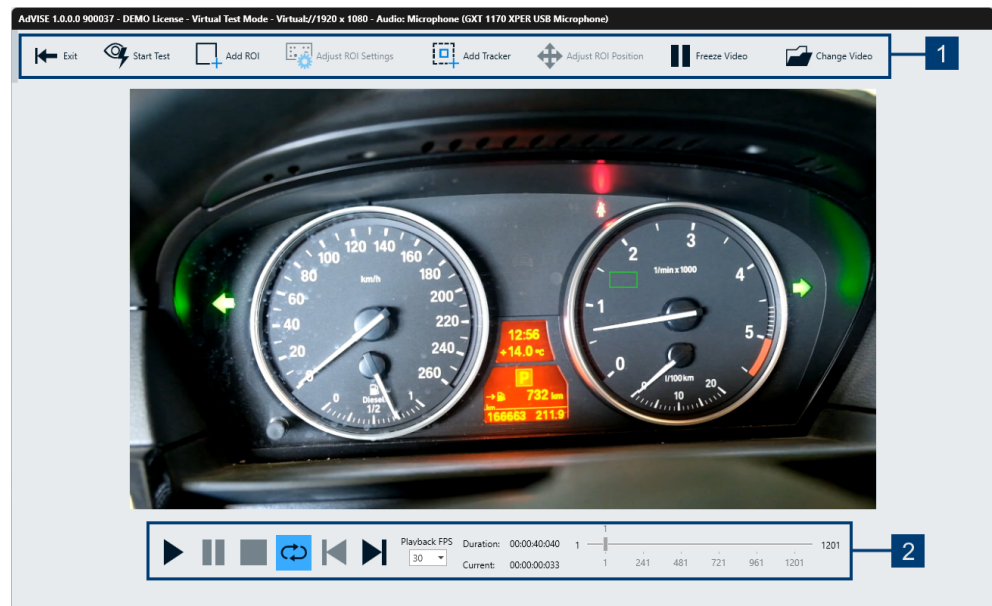 AdVISE 1.0.0.0 900037 - DEMO License - Virtual Test Mode - Virtual://1920 x 1080 - Audio: Microphone (GXT 1170 XPER USB Microphone)
Exit Start Test Add ROI Adjust ROI Settings Add Tracker Adjust ROI Position Freeze Video Change Video
1
0 20 40 60 80 100 120 140 160 180 200 220 240 260
km/h
0 1/2 1
Diesel
12:56
+14.0 °C
P
732 km
km
166663 211.9
0 1 2 3 4 5
1/min x 1000
l/100km
0 10 20
Playback FPS
30
Duration: 00:00:40:040
Current: 00:00:00:033
1
1 1201
1 241 481 721 961 1201
2